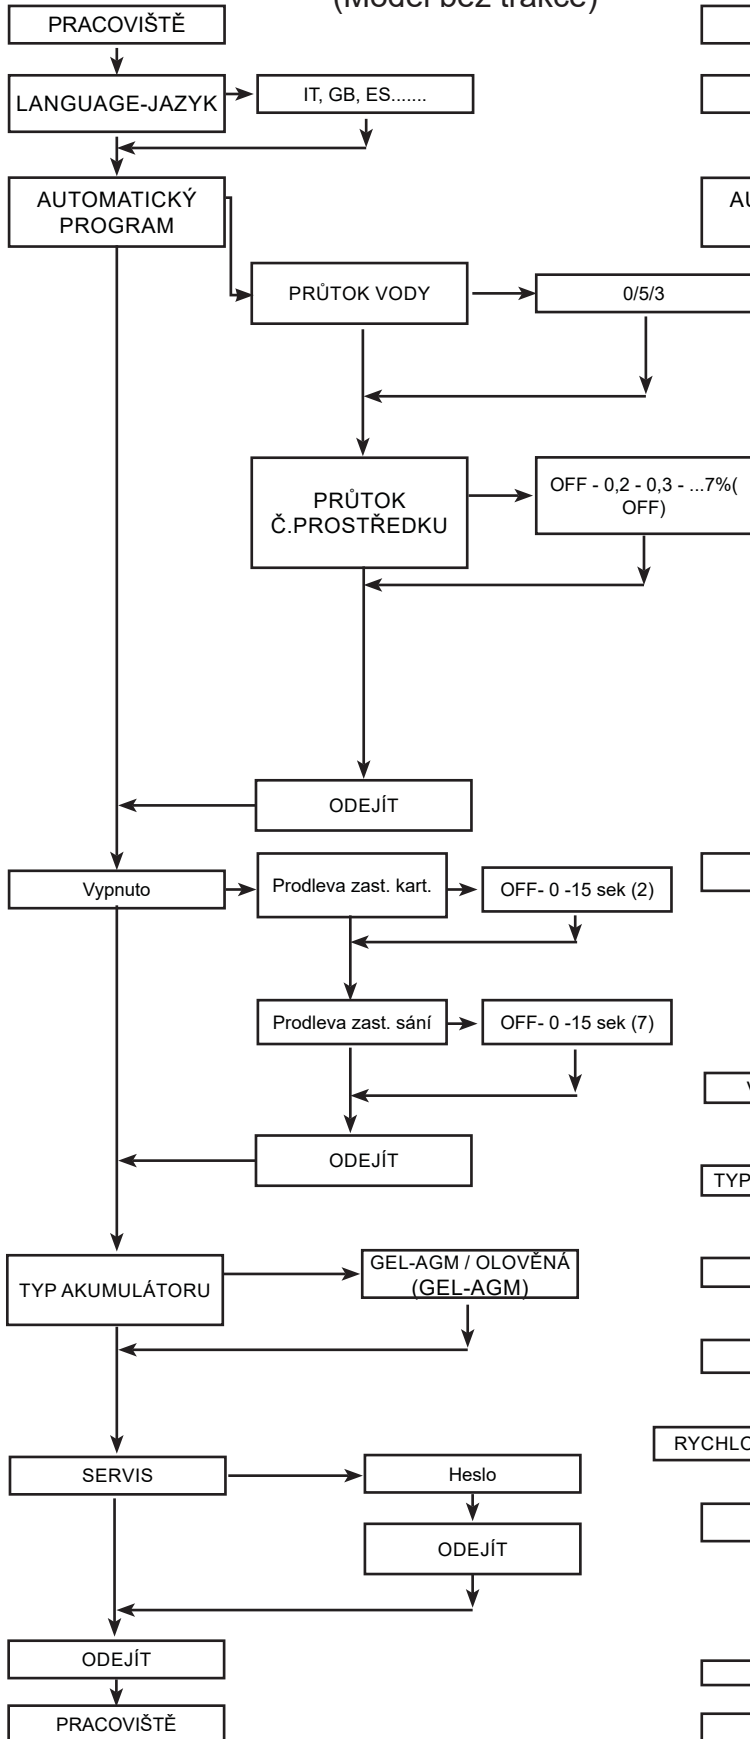 (Model bez trakce)
PRACOVIŠTĚ
LANGUAGE-JAZYK
IT, GB, ES.......
AUTOMATICKÝ
PROGRAM
PRŮTOK VODY
0/5/3
PRŮTOK
Č.PROSTŘEDKU
OFF - 0,2 - 0,3 - ...7%(
OFF)
ODEJÍT
Vypnuto
Prodleva zast. kart.
OFF- 0 -15 sek (2)
Prodleva zast. sání
OFF- 0 -15 sek (7)
ODEJÍT
TYP AKUMULÁTORU
GEL-AGM / OLOVĚNÁ
(GEL-AGM)
SERVIS
Heslo
ODEJÍT
ODEJÍT
PRACOVIŠTĚ
TYP